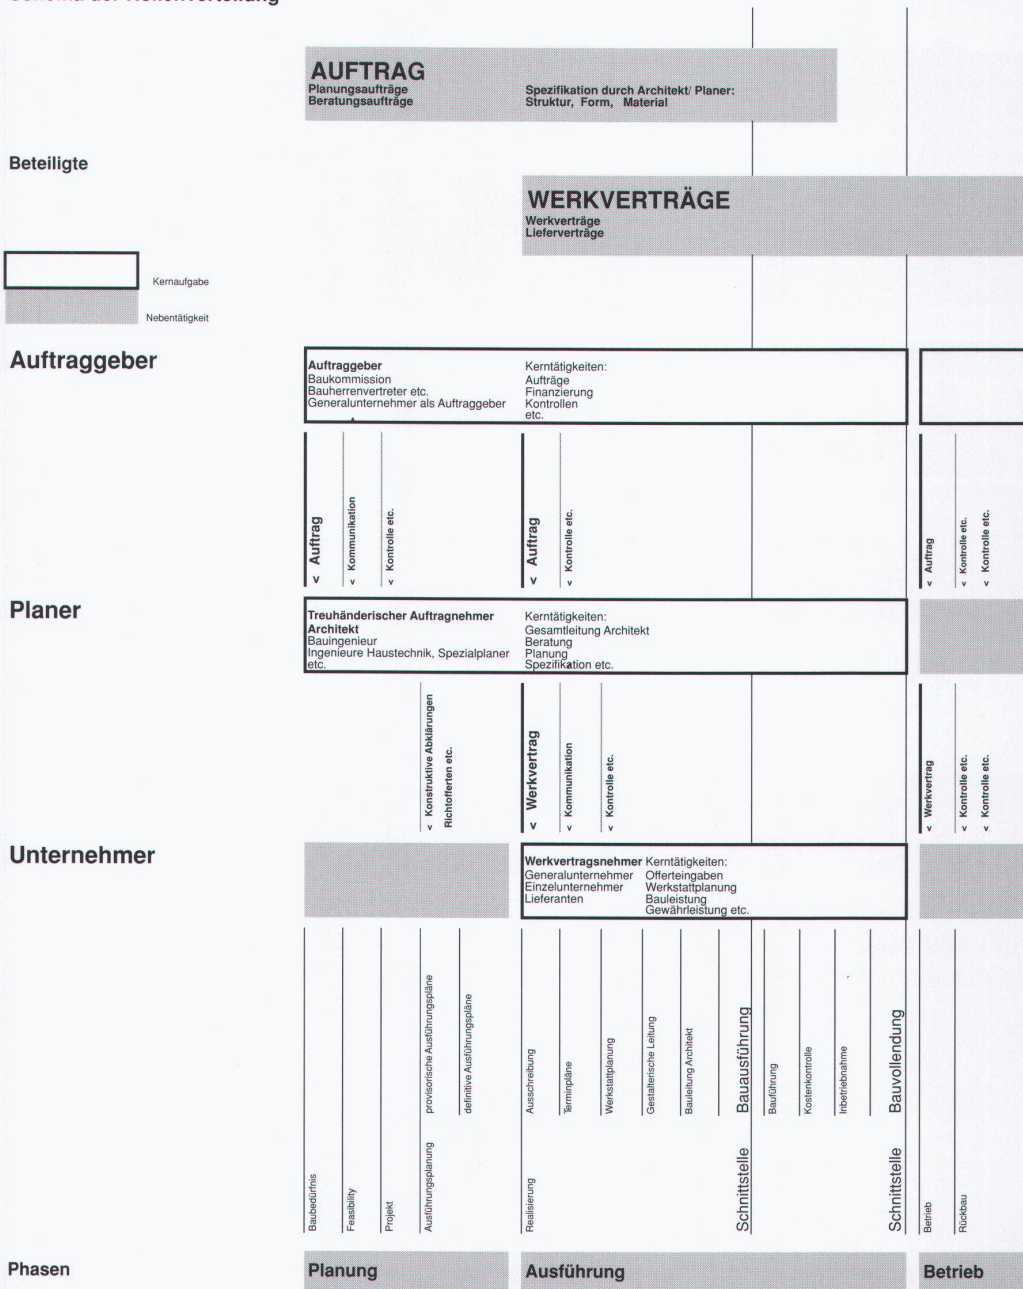 AUFTRAG
Planungsaufträge
Beratungsaufträge
Spezifikation durch Architekt/ Planer:
Struktur, Form, Material
Beteiligte
WERKVERTRÄGE
Werkverträge
Lieferverträge
Kernaufgabe
Nebentätigkeit
Auftraggeber
Auftraggeber
Baukommission
Bauherrenvertreter etc.
Generalunternehmer als Auftraggeber
Kerntätigkeiten:
Aufträge
Finanzierung
Kontrollen
etc.
< Auftrag
< Kommunikation
< Kontrolle etc.
< Auftrag
< Kontrolle etc.
< Auftrag
< Kontrolle etc.
< Kontrolle etc.
Planer
Treuhänderischer Auftragnehmer
Architekt
Bauingenieur
Ingenieure Haustechnik, Spezialplaner
etc.
Kerntätigkeiten:
Gesamtleitung Architekt
Beratung
Planung
Spezifikation etc.
< Konstruktive Abklärungen
Richtofferten etc.
< Werkvertrag
< Kommunikation
< Kontrolle etc.
< Werkvertrag
< Kontrolle etc.
< Kontrolle etc.
Unternehmer
Werkvertragsnehmer
Generalunternehmer
Einzelunternehmer
Lieferanten
Kerntätigkeiten:
Offerteingaben
Werkstattplanung
Bauleistung
Gewährleistung etc.
Baubedürfnis
Feasibility
Projekt
Ausführungsplanung
provisorische Ausführungspläne
definitive Ausführungspläne
Realisierung
Ausschreibung
Terminpläne
Werkstattplanung
Gestalterische Leitung
Bauleitung Architekt
Schnittstelle
Bauausführung
Bauführung
Kostenkontrolle
Inbetriebnahme
Schnittstelle
Bauvollendung
Betrieb
Rückbau
Phasen
Planung
Ausführung
Betrieb